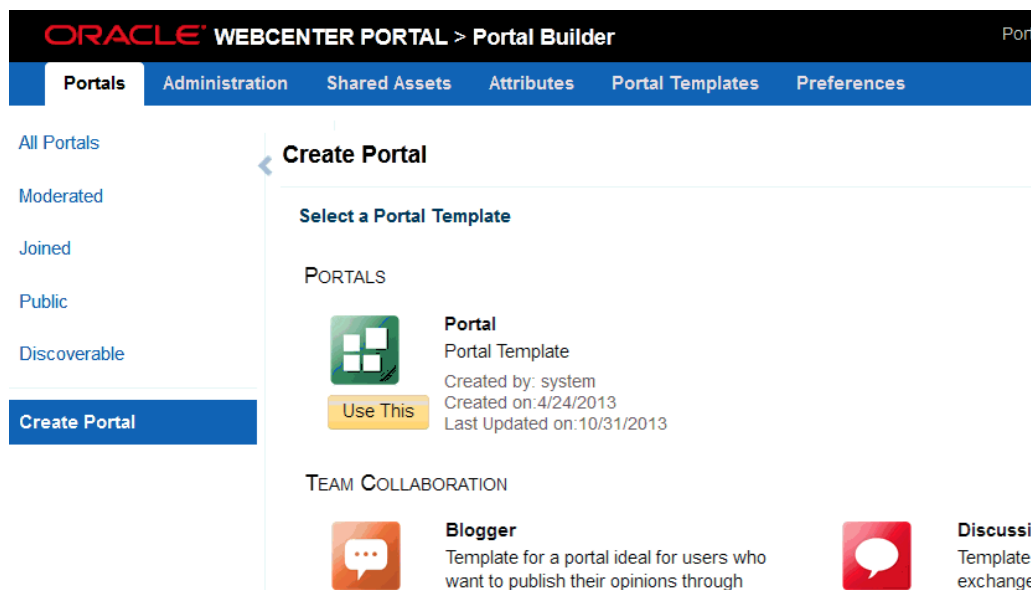 ORACLE WEBCENTER PORTAL > Portal Builder
Portals Administration Shared Assets Attributes Portal Templates Preferences
All Portals
Moderated
Joined
Public
Discoverable
Create Portal
Create Portal
Select a Portal Template
PORTALS
Portal
Portal Template
Created by: system
Created on:4/24/2013
Last Updated on:10/31/2013
Use This
TEAM COLLABORATION
Blogger
Template for a portal ideal for users who
want to publish their opinions through
Template